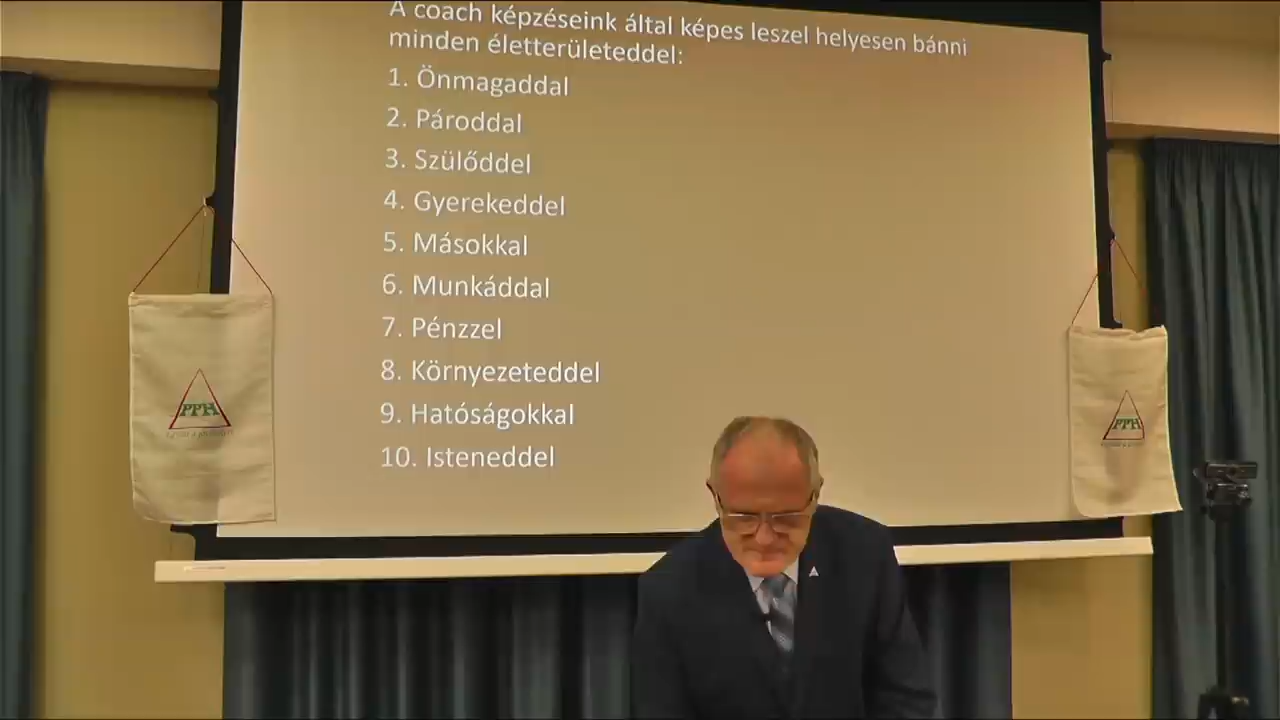 A coach képzéseink által képes leszel helyesen bánni
minden életterületeddel:
1. Önmagaddal
2. Pároddal
3. Szülőddel
4. Gyerekeddel
5. Másokkal
6. Munkáddal
7. Pénzzel
8. Környezeteddel
9. Hatóságokkal
10. Isteneddel
PPH
PPH